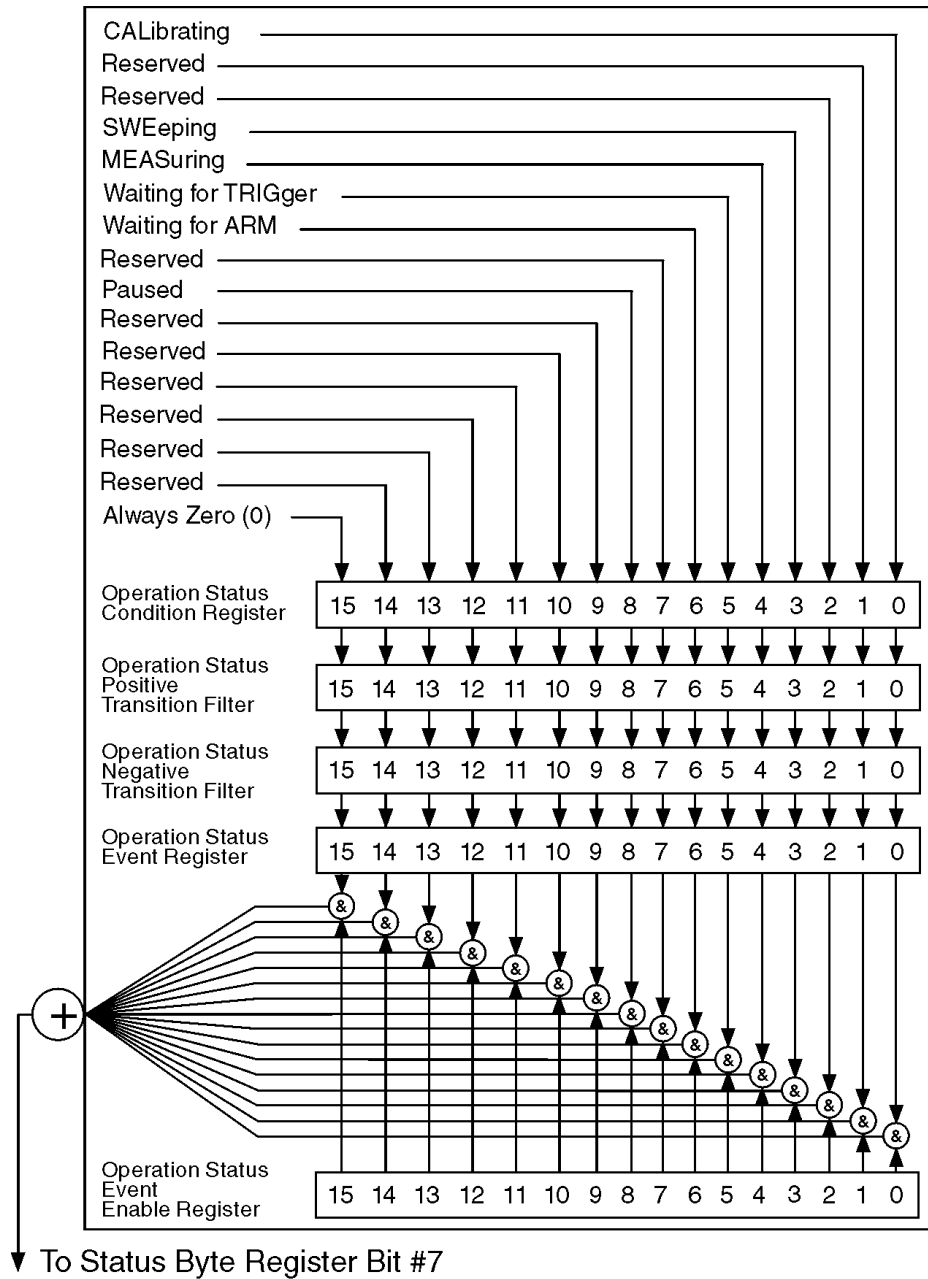 CALibrating
Reserved
Reserved
SWEeping
MEASuring
Waiting for TRIGger
Waiting for ARM
Reserved
Paused
Reserved
Reserved
Reserved
Reserved
Reserved
Reserved
Always Zero (0)
Operation Status
Condition Register
15 14 13 12 11 10 9 8 7 6 5 4 3 2 1 0
Operation Status
Positive
Transition Filter
15 14 13 12 11 10 9 8 7 6 5 4 3 2 1 0
Operation Status
Negative
Transition Filter
15 14 13 12 11 10 9 8 7 6 5 4 3 2 1 0
Operation Status
Event Register
15 14 13 12 11 10 9 8 7 6 5 4 3 2 1 0
& & & & & & & & & & & & & & & &
+
Operation Status
Event
Enable Register
15 14 13 12 11 10 9 8 7 6 5 4 3 2 1 0
To Status Byte Register Bit #7